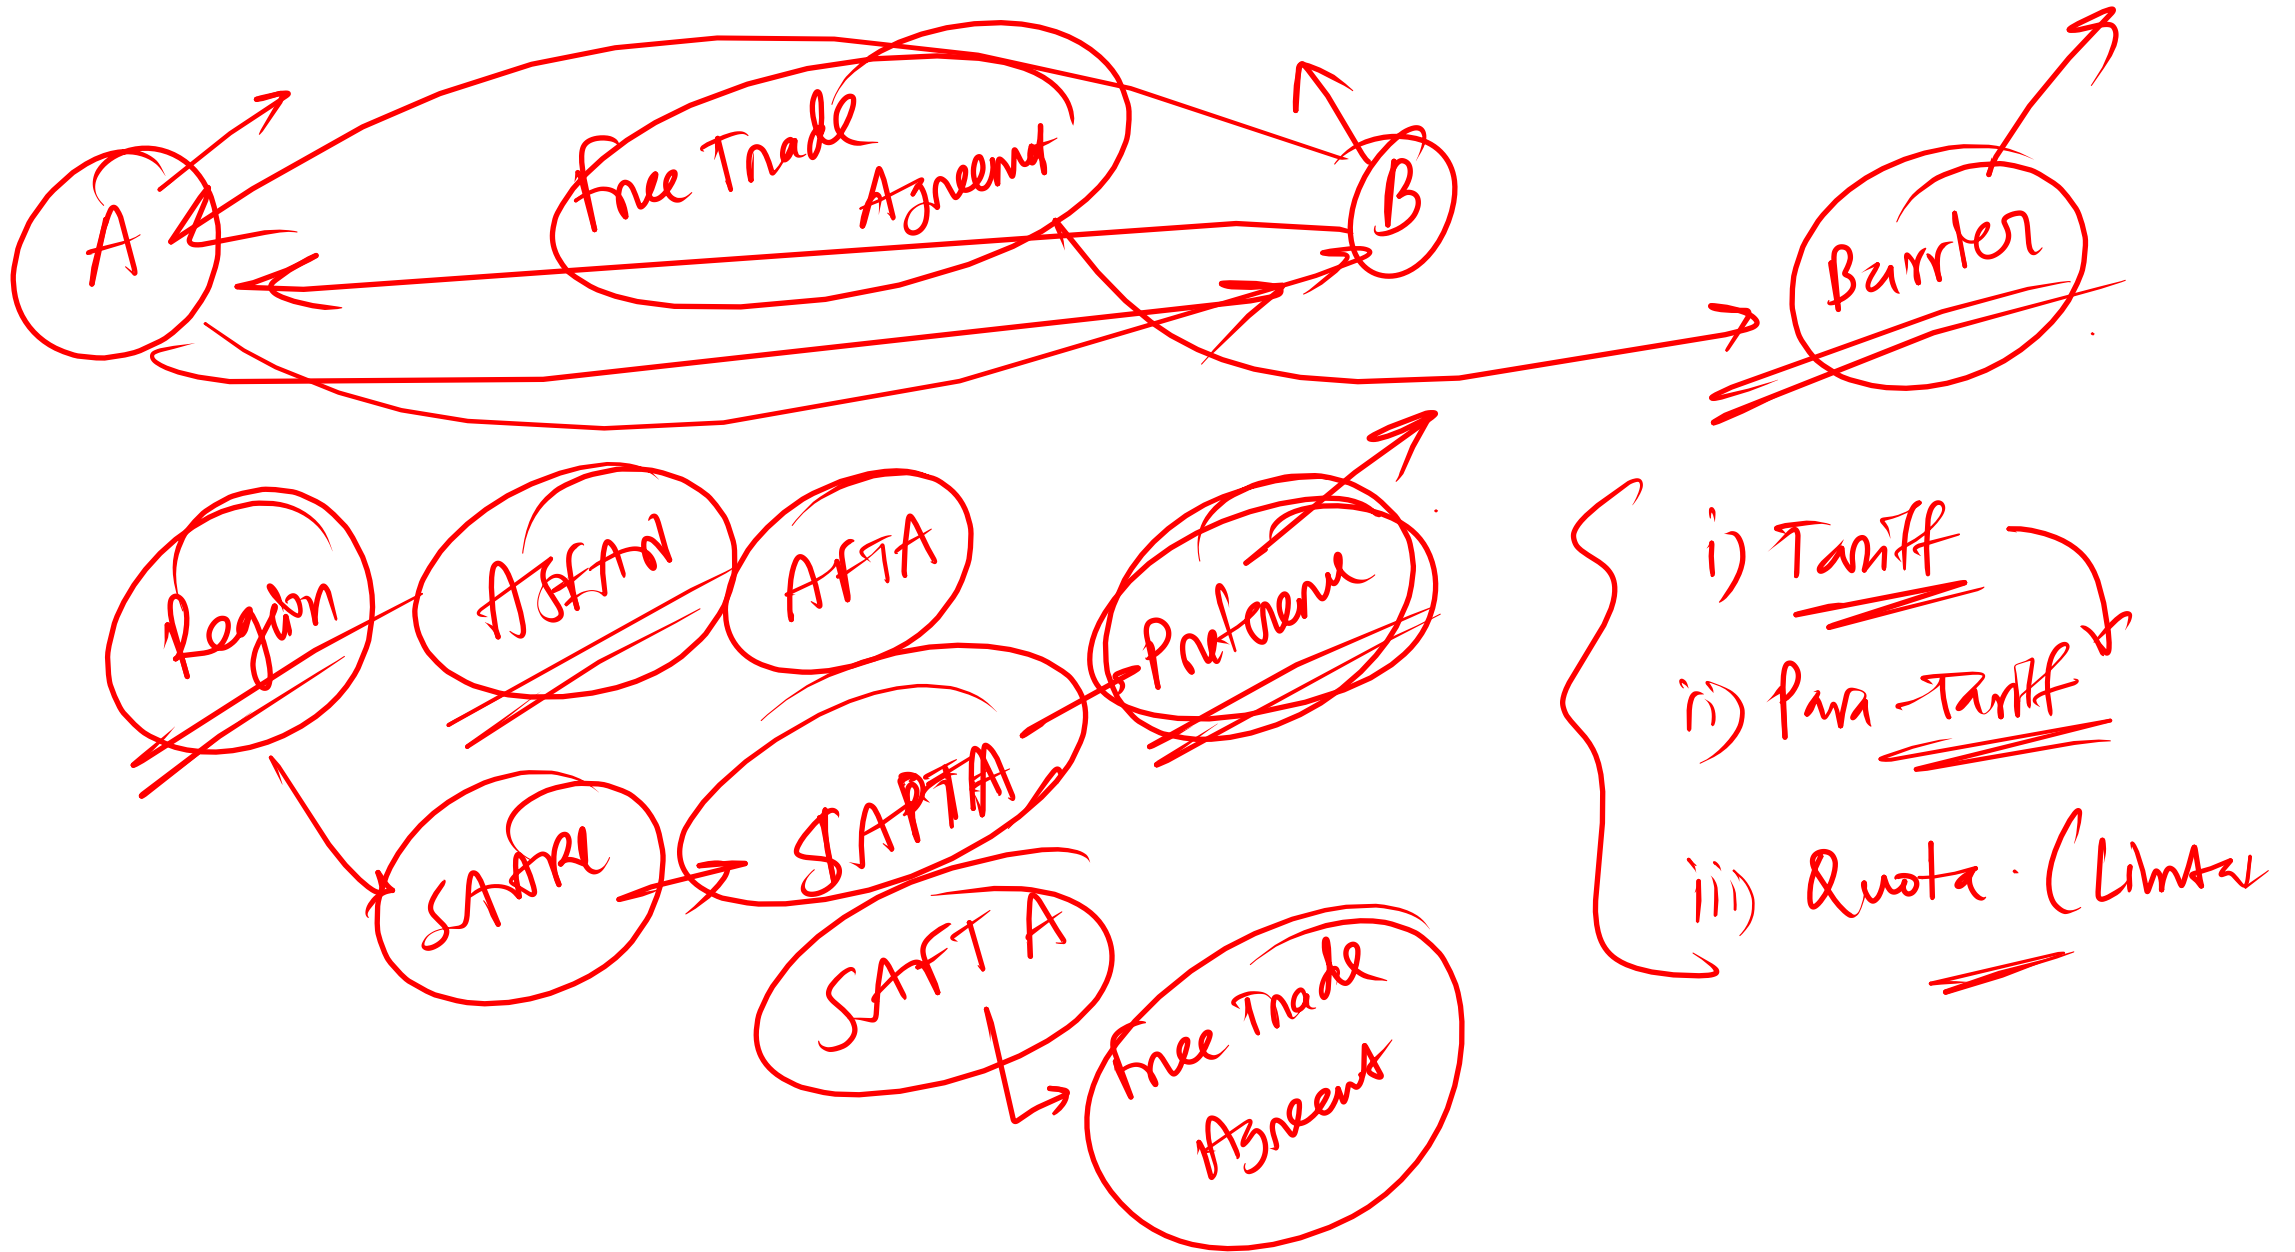 A
Free Trade
Agreement
B
Barrier
Region
ASEAN
AFTA
Preference
SAARC
SAPTA
SAFTA
Free Trade
Agreement
i) Tariff
ii) Para-Tariff
iii) Quota (Limit